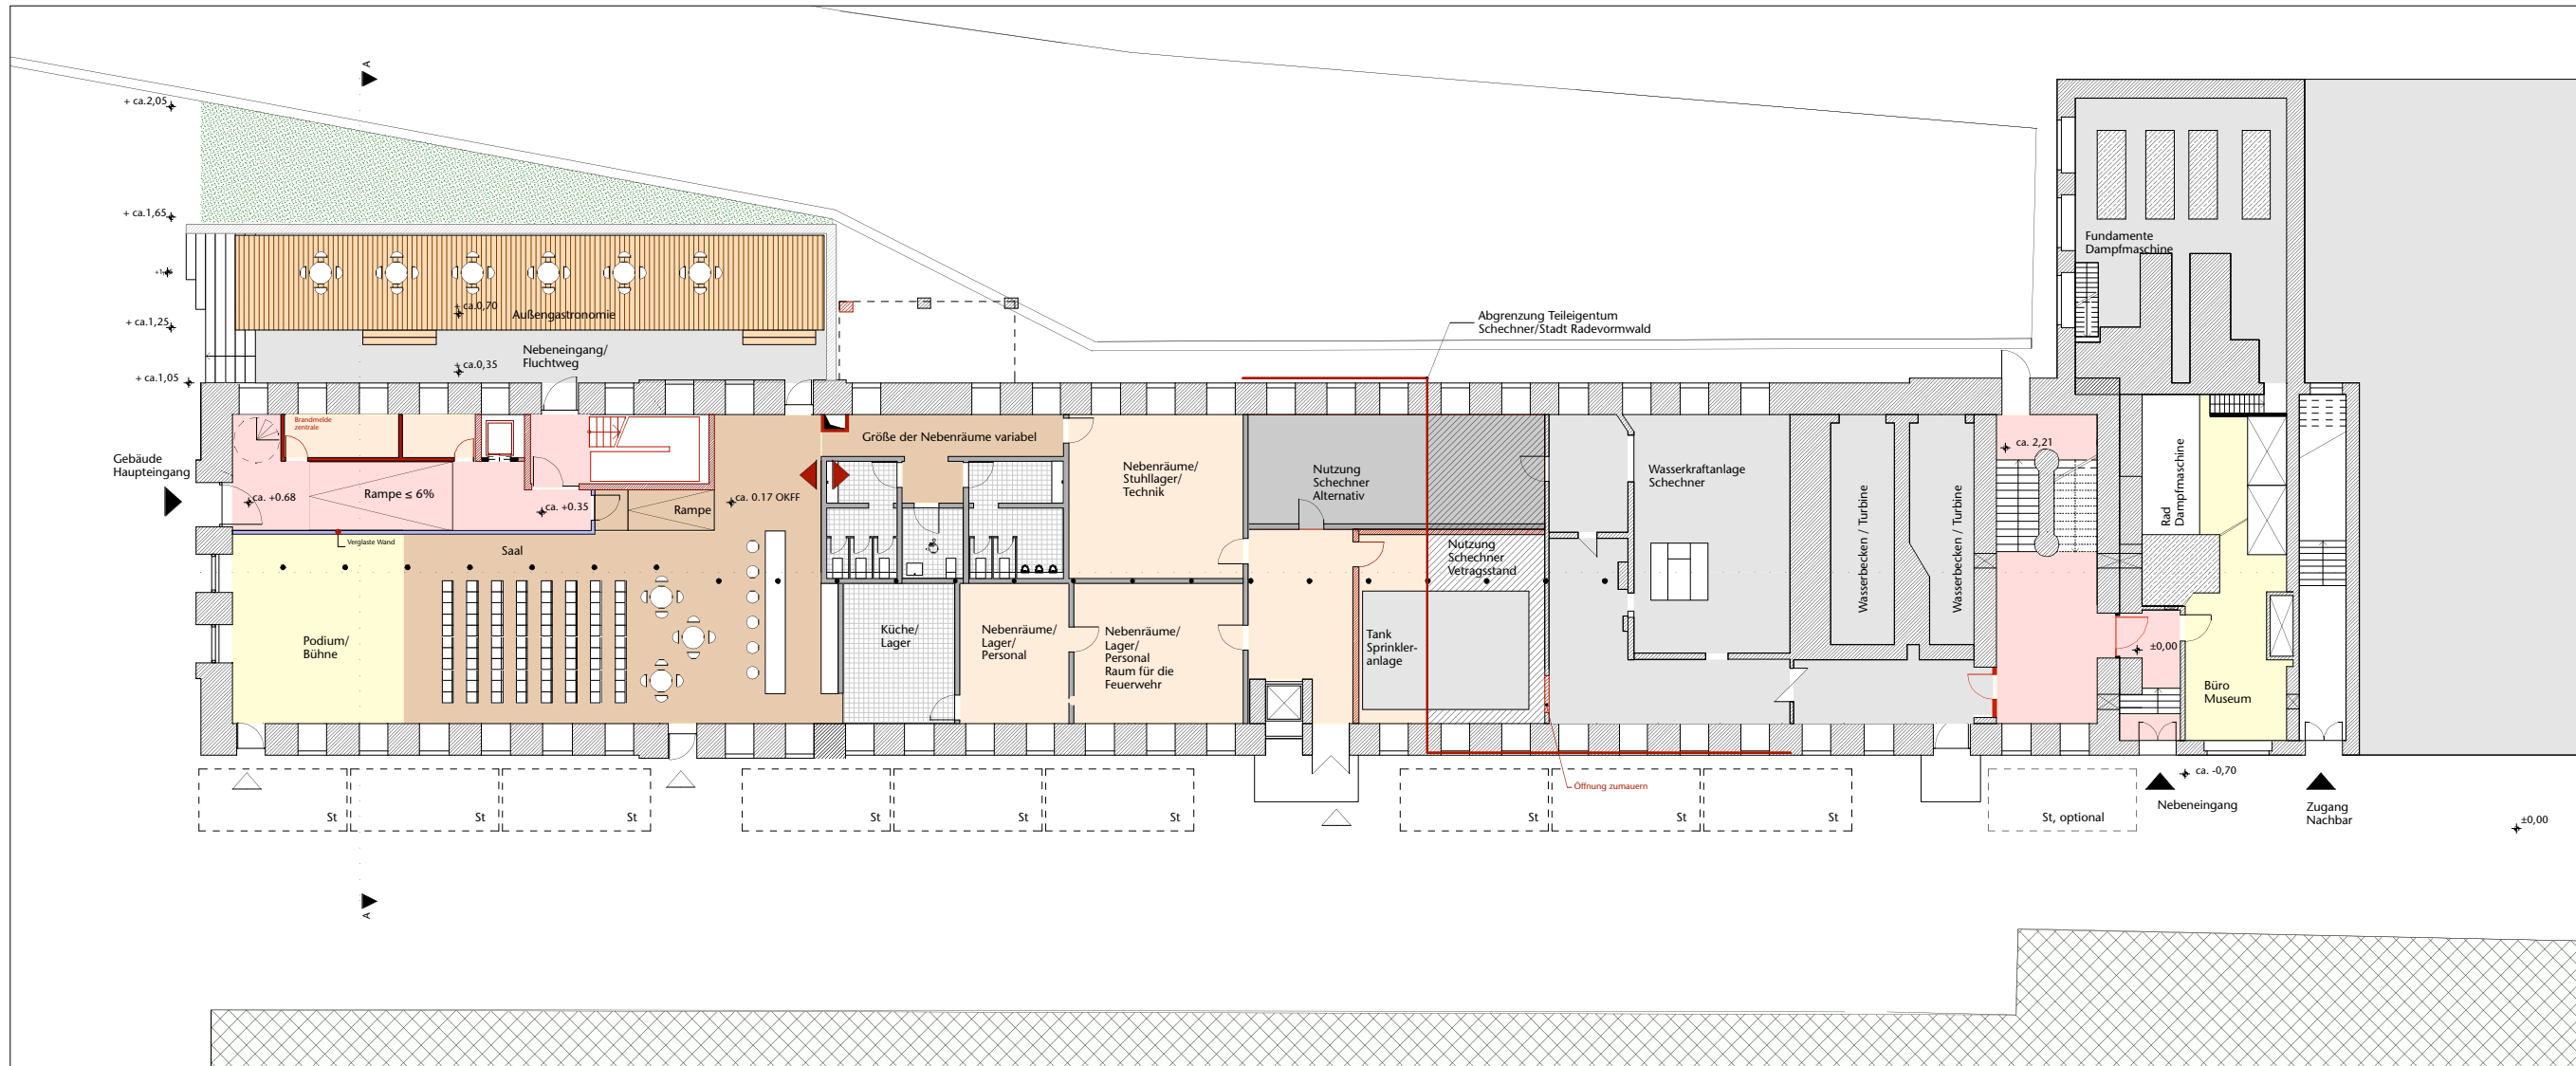 A
+ ca.2,05
+ ca.1,65
+ ca.1,25
+ ca.1,05
+ ca.0,70
Außengastronomie
Nebeneingang/
Fluchtweg
+ ca.0,35
Abgrenzung Teileigentum
Schechner/Stadt Radevormwald
Fundamente
Dampfmaschine
Brandmelde
zentrale
Gebäude
Haupteingang
ca. +0.68
Rampe ≤ 6%
ca. +0.35
Rampe
ca. 0.17 OKFF
Größe der Nebenräume variabel
Verglaste Wand
Saal
Podium/
Bühne
Küche/
Lager
Nebenräume/
Stuhllager/
Technik
Nebenräume/
Lager/
Personal
Nebenräume/
Lager/
Personal
Raum für die
Feuerwehr
Nutzung
Schechner
Alternativ
Nutzung
Schechner
Vetragsstand
Tank
Sprinkler-
anlage
Wasserkraftanlage
Schechner
Wasserbecken / Turbine
Wasserbecken / Turbine
ca. 2,21
Rad
Dampfmaschine
±0,00
Büro
Museum
Öffnung zumauern
St
St
St
St
St
St
St
St
St
St, optional
ca. -0,70
Nebeneingang
Zugang
Nachbar
±0,00
A